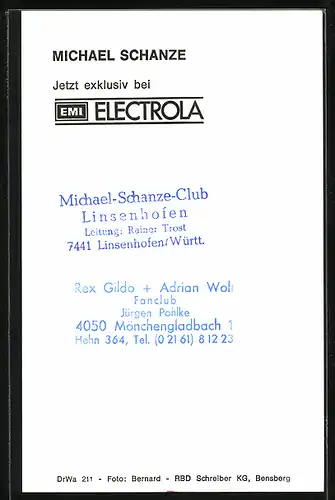 MICHAEL SCHANZE
Jetzt exklusiv bei
EMI ELECTROLA
Michael-Schanze-Club
Linsenhofen
Leitung: Rainer Trost
7441 Linsenhofen/Württ.
Rex Gildo + Adrian Wolf
Fanclub
Jürgen Pohlke
4050 Mönchengladbach 1
Hehn 364, Tel. (0 21 61) 8 12 23
DrWa 211 - Foto: Bernard - RBD Schreiber KG, Bensberg